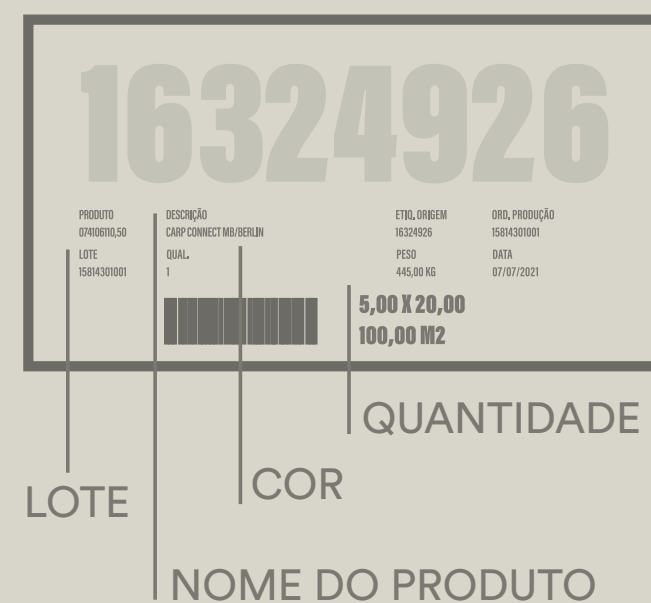 16324926
PRODUTO DESCRIÇÃO ETIQ. ORIGEM ORD. PRODUÇÃO
074106110,50 CARP CONNECT MB/BERLIN 16324926 15814301001
LOTE QUAL. PESO DATA
15814301001 1 445,00 KG 07/07/2021
5,00 X 20,00
100,00 M2
QUANTIDADE
COR
LOTE
NOME DO PRODUTO